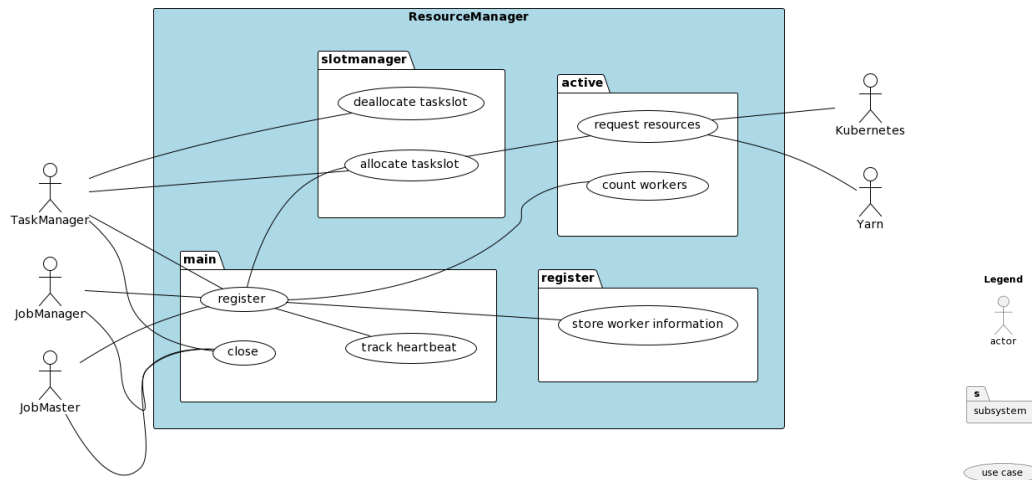 ResourceManager
slotmanager
deallocate taskslot
allocate taskslot
active
request resources
count workers
Kubernetes
Yarn
TaskManager
JobManager
JobMaster
main
register
close
track heartbeat
register
store worker information
Legend
actor
s
subsystem
use case